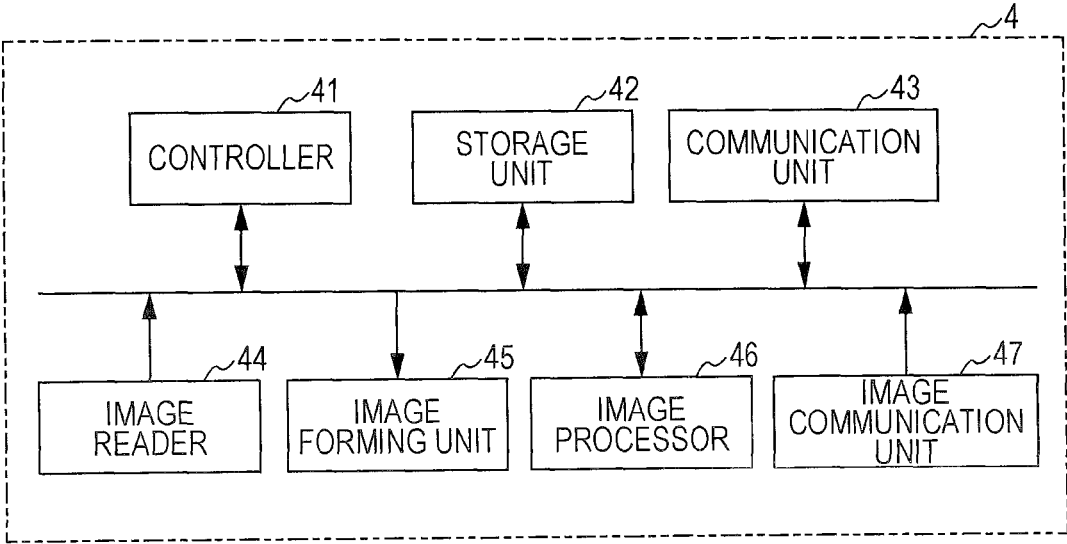 4
41
42
43
CONTROLLER
STORAGE
UNIT
COMMUNICATION
UNIT
44
45
46
47
IMAGE
READER
IMAGE
FORMING UNIT
IMAGE
PROCESSOR
IMAGE
COMMUNICATION
UNIT